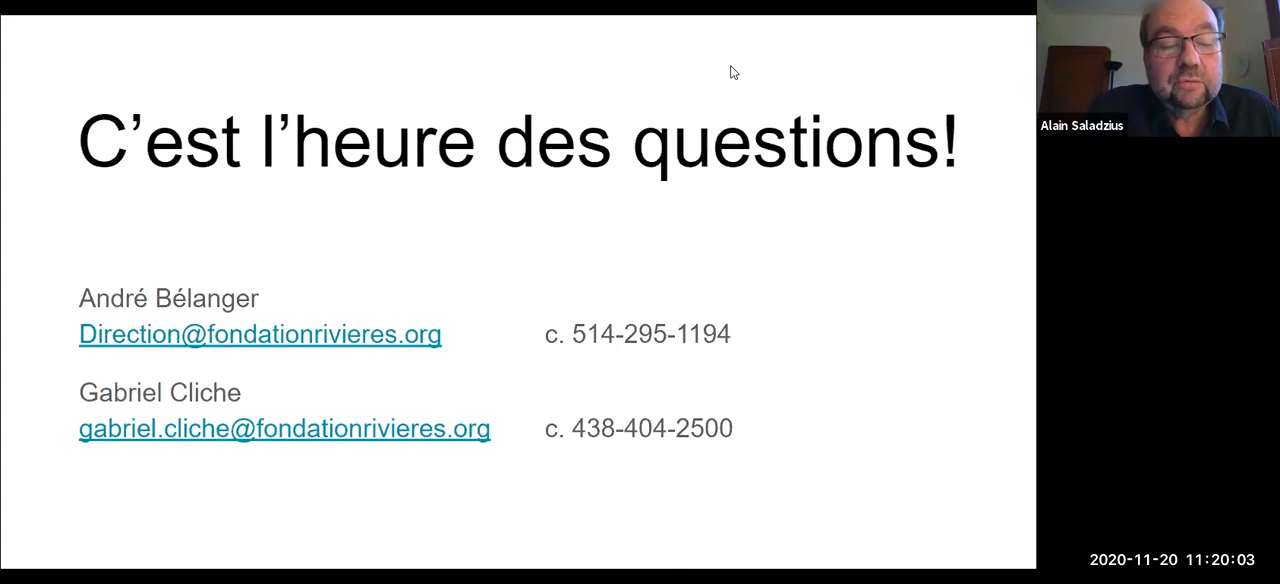 C'est l'heure des questions!
André Bélanger
Direction@fondationrivieres.org c. 514-295-1194
Gabriel Cliche
gabriel.cliche@fondationrivieres.org c. 438-404-2500
Alain Saladzius
2020-11-20 11:20:03